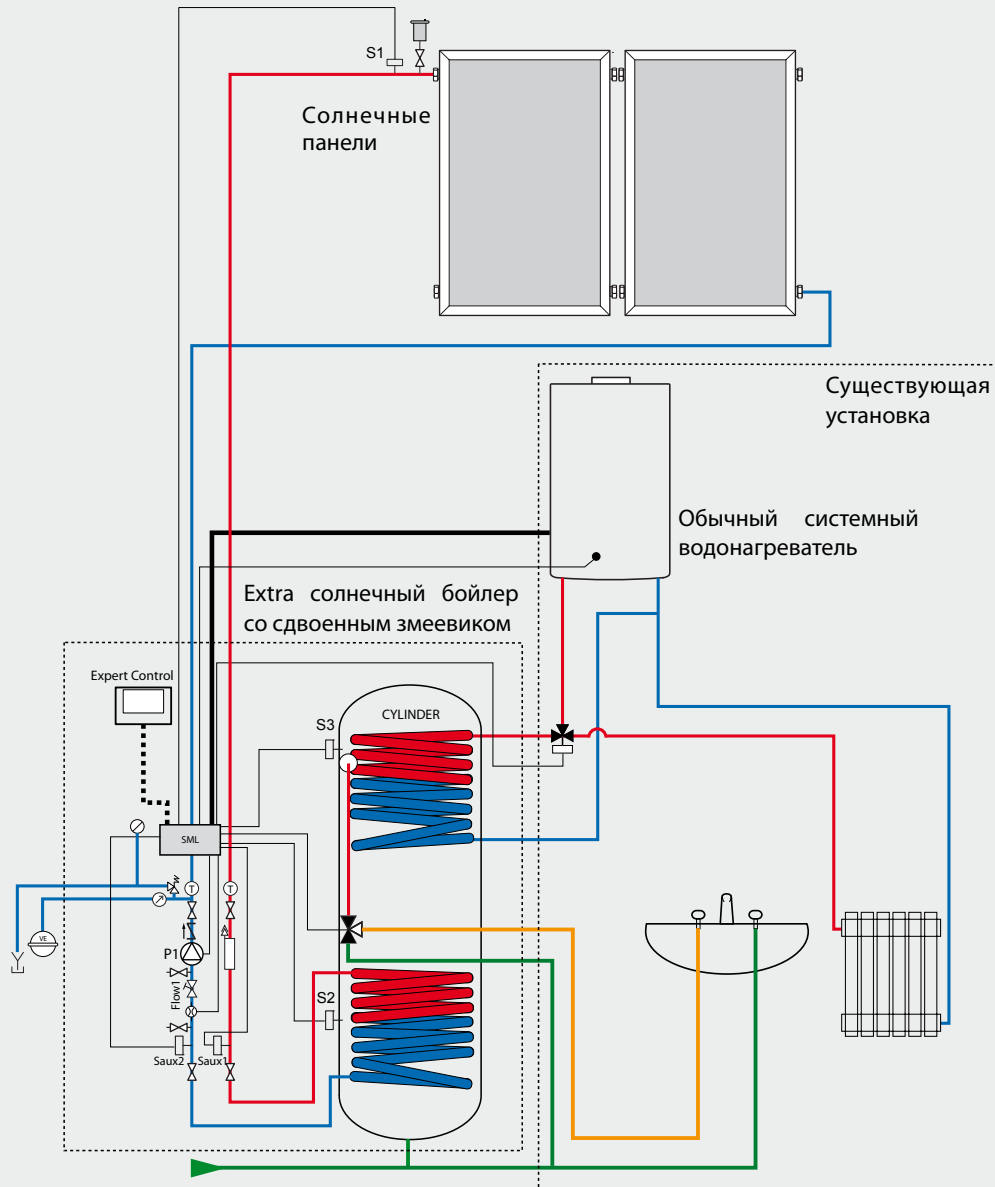 S1
Солнечные
панели
Существующая
установка
Обычный системный
водонагреватель
Extra солнечный бойлер
со сдвоенным змеевиком
Expert Control
S3
CYLINDER
SML
T
T
VE
P1
Flow1
S2
Saux2
Saux1